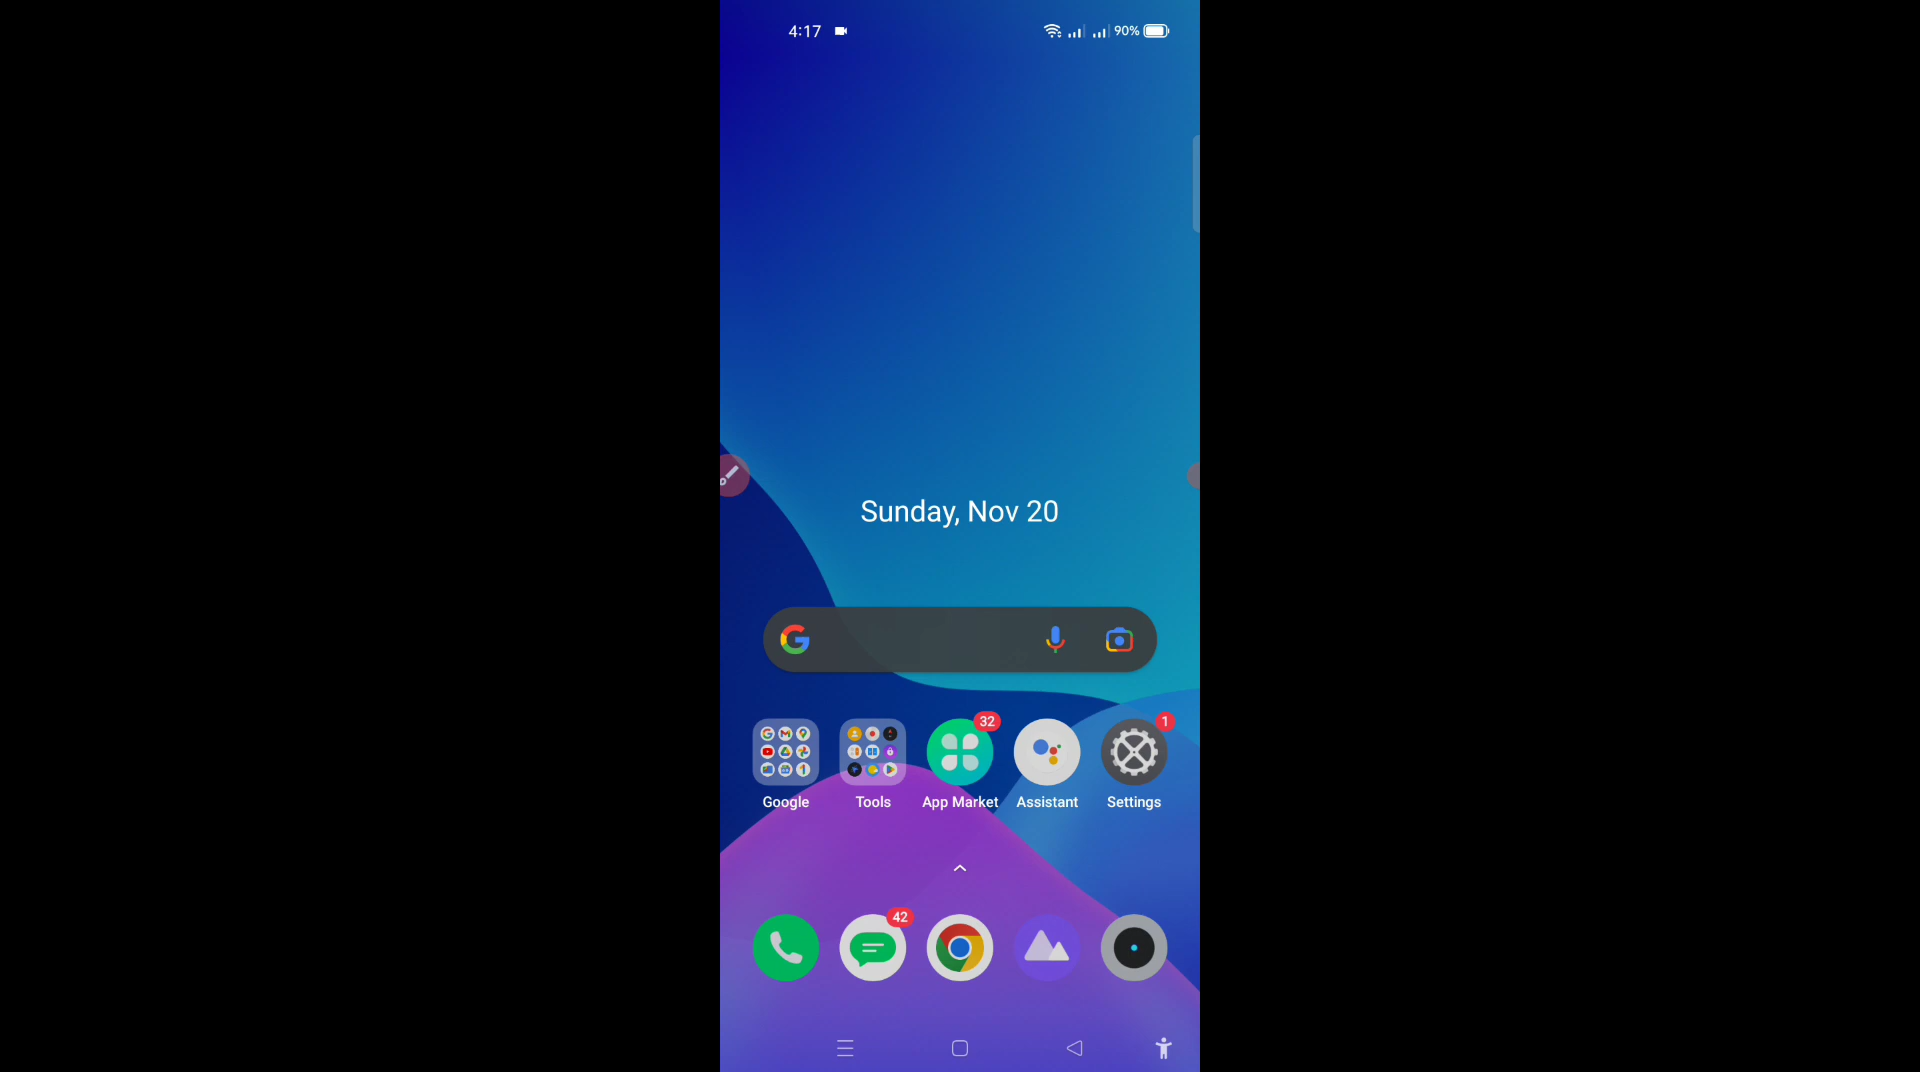 4:17
90%
Sunday, Nov 20
32
1
Google
Tools
App Market
Assistant
Settings
42